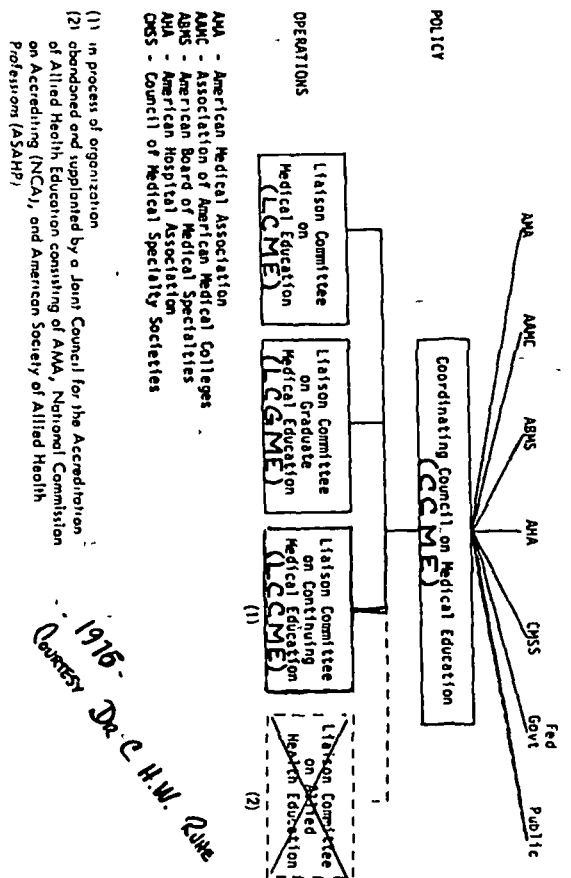 AMA
AAMC
ABMS
AHA
CMSS
Fed
Govt
Public
POLICY
Coordinating Council on Medical Education
(CCME)
OPERATIONS
Liaison Committee
on
Medical Education
(LCME)
Liaison Committee
on Graduate
Medical Education
(LCGME)
Liaison Committee
on Continuing
Medical Education
(LCCME)
Liaison Committee
on Allied
Health Education
(1)
(2)
AMA - American Medical Association
AAMC - Association of American Medical Colleges
ABMS - American Board of Medical Specialties
AHA - American Hospital Association
CMSS - Council of Medical Specialty Societies
(1) in process of organization
(2) abandoned and supplanted by a Joint Council for the Accreditation
of Allied Health Education consisting of AMA, National Commission
on Accrediting (NCA), and American Society of Allied Health
Professions (ASAHP)
COURTESY DR. C. H.W. RUHE